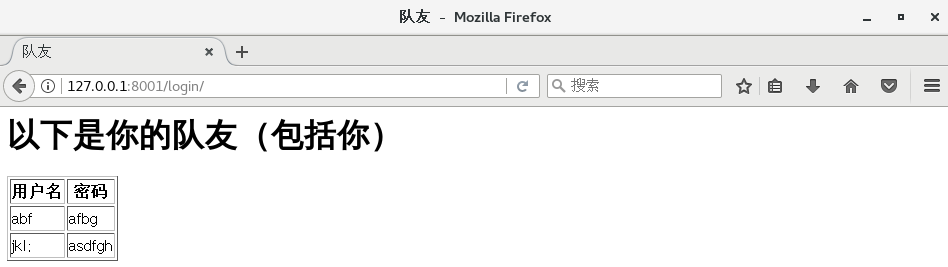 队友 - Mozilla Firefox
队友
127.0.0.1:8001/login/
搜索
以下是你的队友（包括你）
用户名 密码
abf afbg
jkl; asdfgh